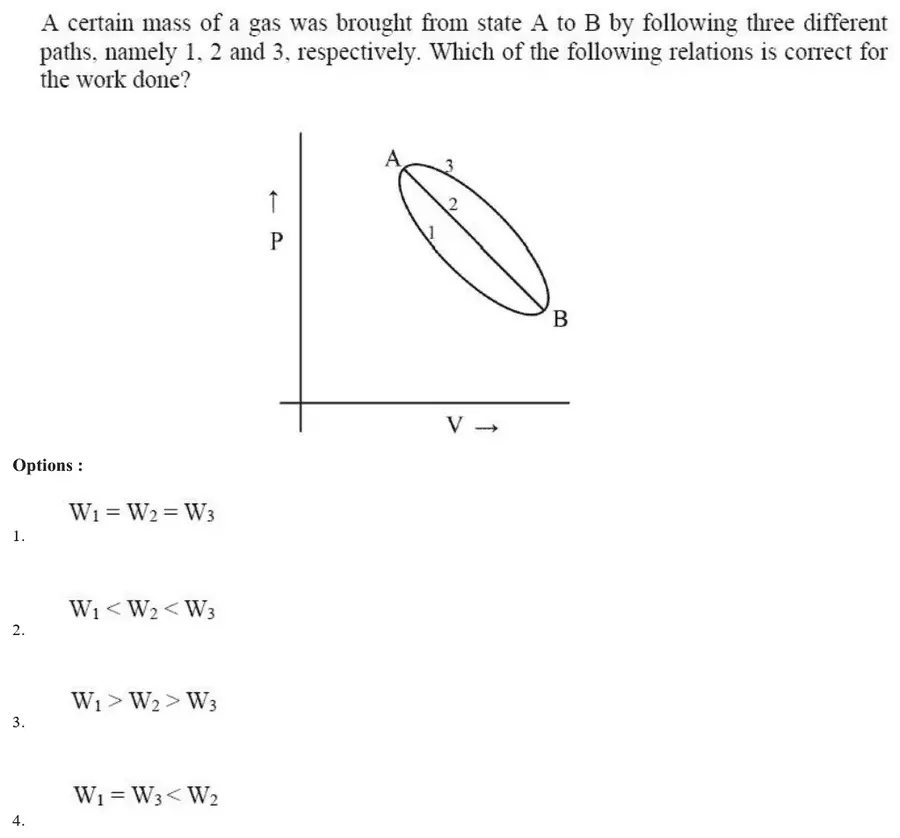 A certain mass of a gas was brought from state A to B by following three different
paths, namely 1, 2 and 3, respectively. Which of the following relations is correct for
the work done?
A
3
↑
2
P
1
B
V →
Options :
W₁ = W₂ = W₃
1.
W₁ < W₂ < W₃
2.
W₁ > W₂ > W₃
3.
W₁ = W₃ < W₂
4.